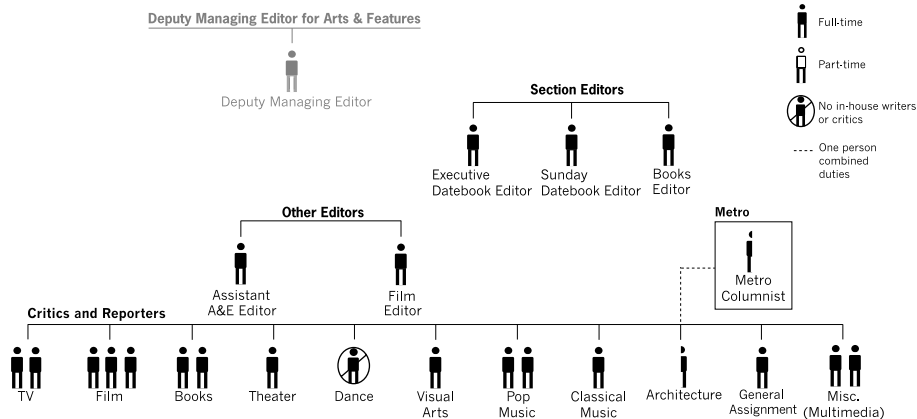 Deputy Managing Editor for Arts & Features
Deputy Managing Editor
Full-time
Part-time
No in-house writers
or critics
One person
combined
duties
Section Editors
Executive
Datebook Editor
Sunday
Datebook Editor
Books
Editor
Other Editors
Assistant
A&E Editor
Film
Editor
Metro
Metro
Columnist
Critics and Reporters
TV
Film
Books
Theater
Dance
Visual
Arts
Pop
Music
Classical
Music
Architecture
General
Assignment
Misc.
(Multimedia)